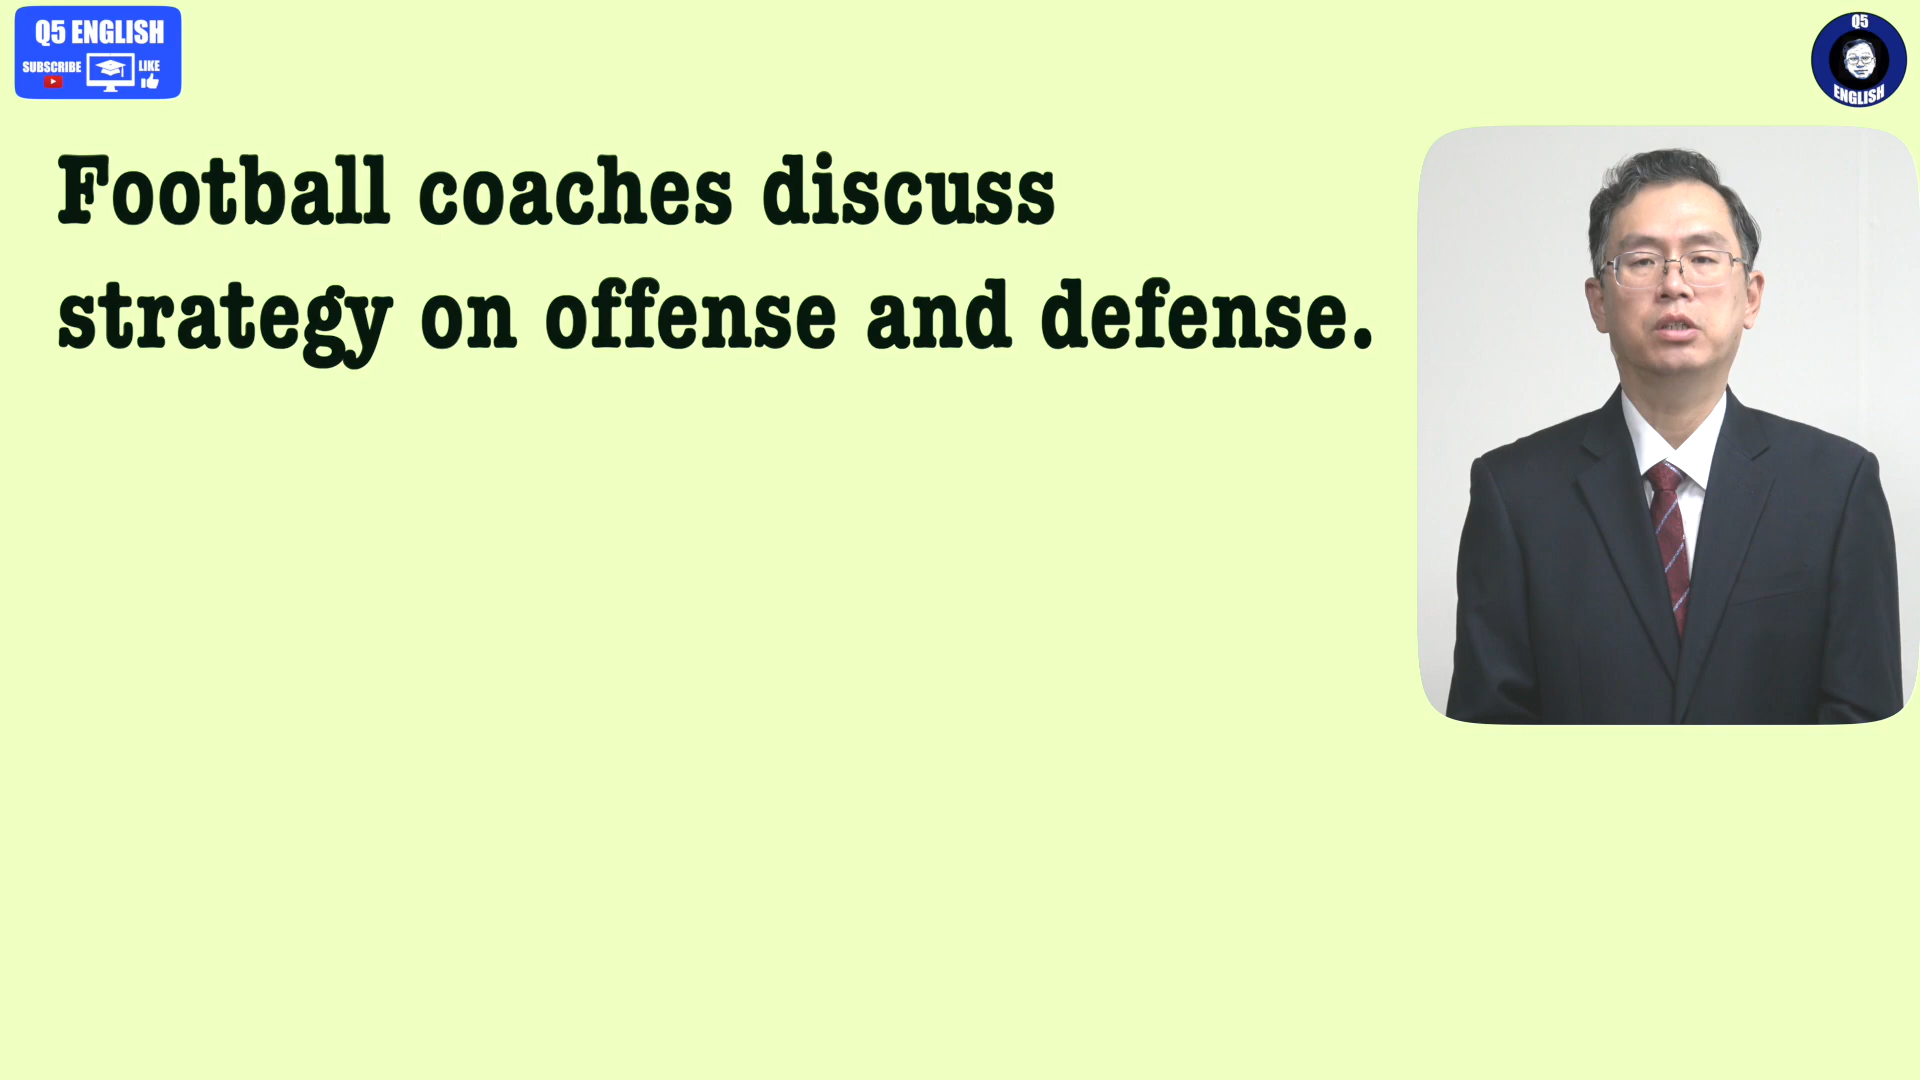 Q5 ENGLISH
SUBSCRIBE
LIKE
Q5
ENGLISH
Football coaches discuss
strategy on offense and defense.